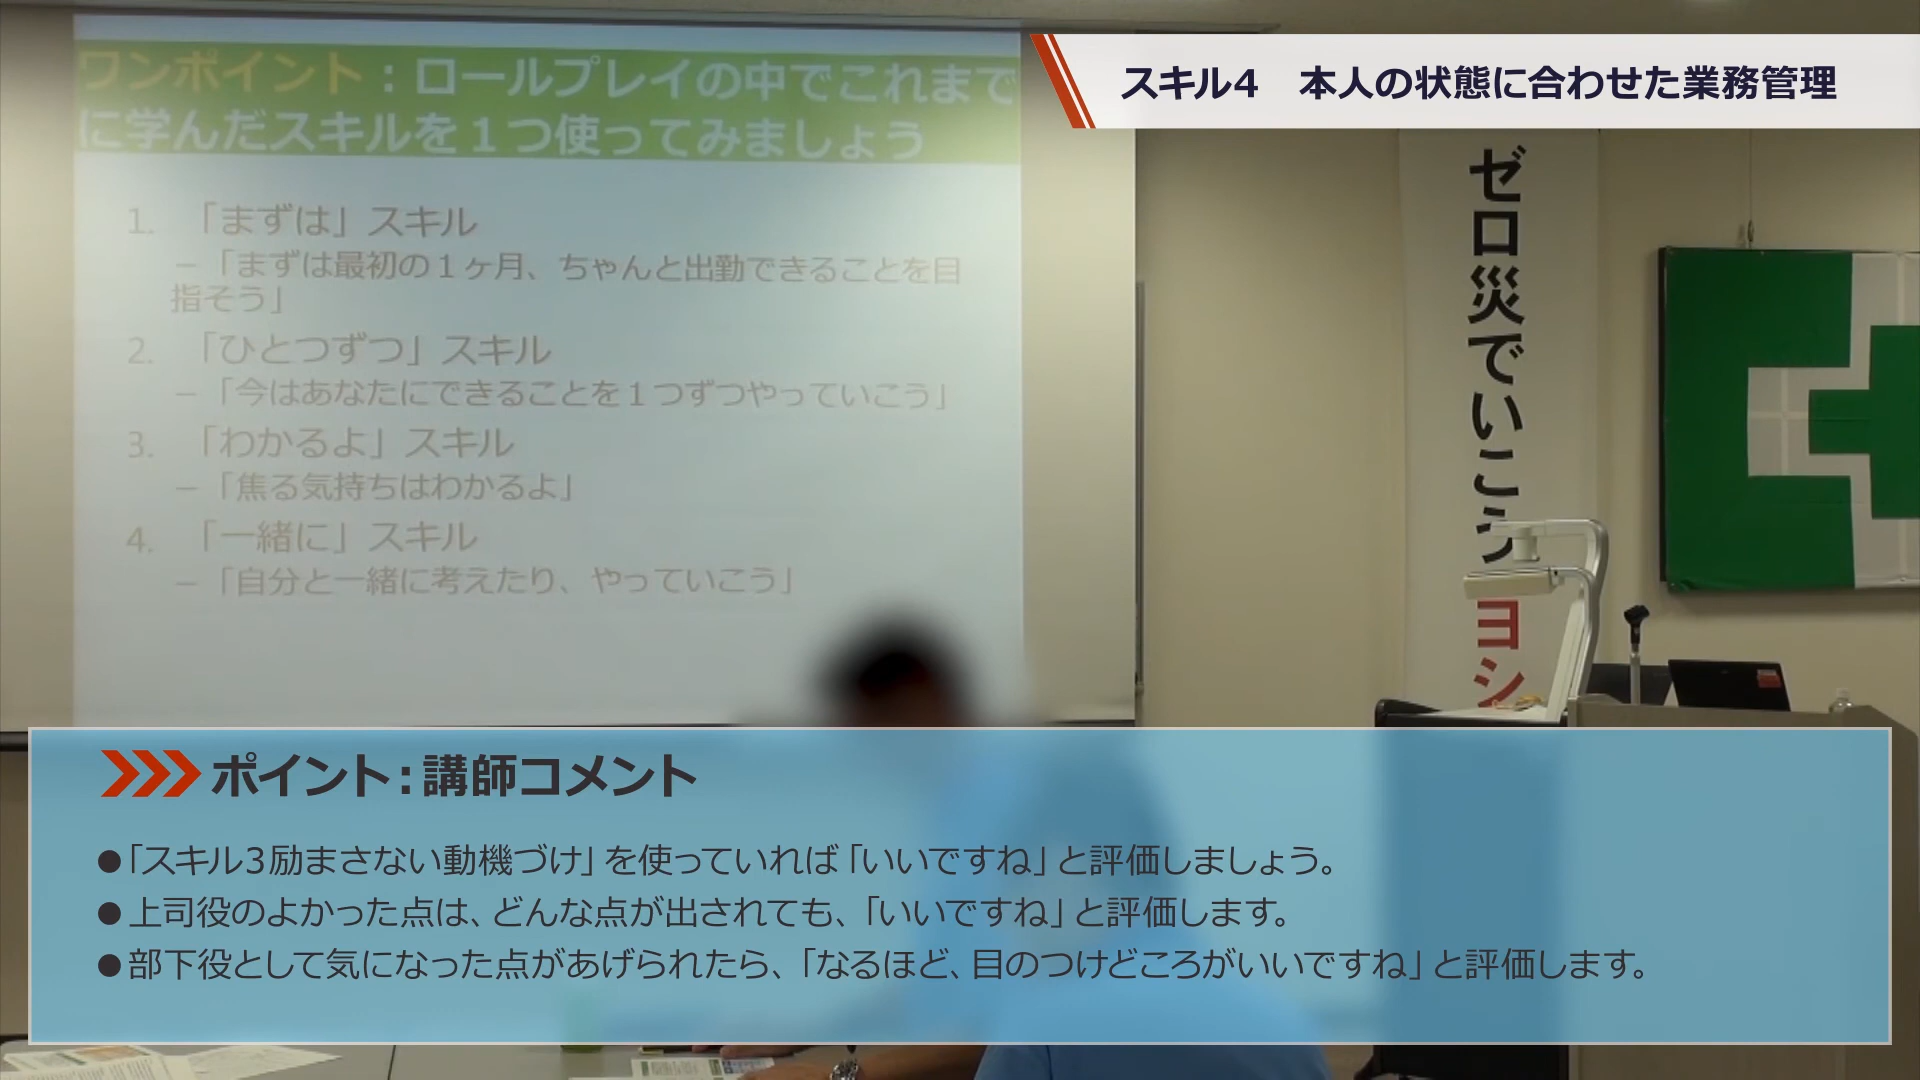 ワンポイント：ロールプレイの中でこれまで
に学んだスキルを１つ使ってみましょう
1. 「まずは」スキル
－「まずは最初の１ヶ月、ちゃんと出勤できることを目
指そう」
2. 「ひとつずつ」スキル
－「今はあなたにできることを１つずつやっていこう」
3. 「わかるよ」スキル
－「焦る気持ちはわかるよ」
4. 「一緒に」スキル
－「自分と一緒に考えたり、やっていこう」
スキル4　本人の状態に合わせた業務管理
ゼロ災でいこうヨシ
ポイント：講師コメント
●「スキル3励まさない動機づけ」を使っていれば「いいですね」と評価しましょう。
●上司役のよかった点は、どんな点が出されても、「いいですね」と評価します。
●部下役として気になった点があげられたら、「なるほど、目のつけどころがいいですね」と評価します。